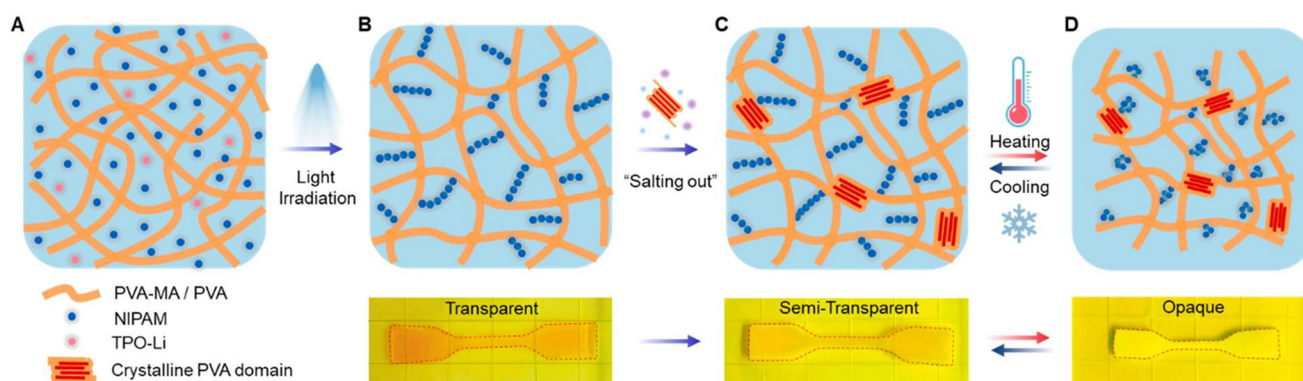 A
B
C
D
Light
Irradiation
“Salting out”
Heating
Cooling
PVA-MA / PVA
NIPAM
TPO-Li
Crystalline PVA domain
Transparent
Semi-Transparent
Opaque